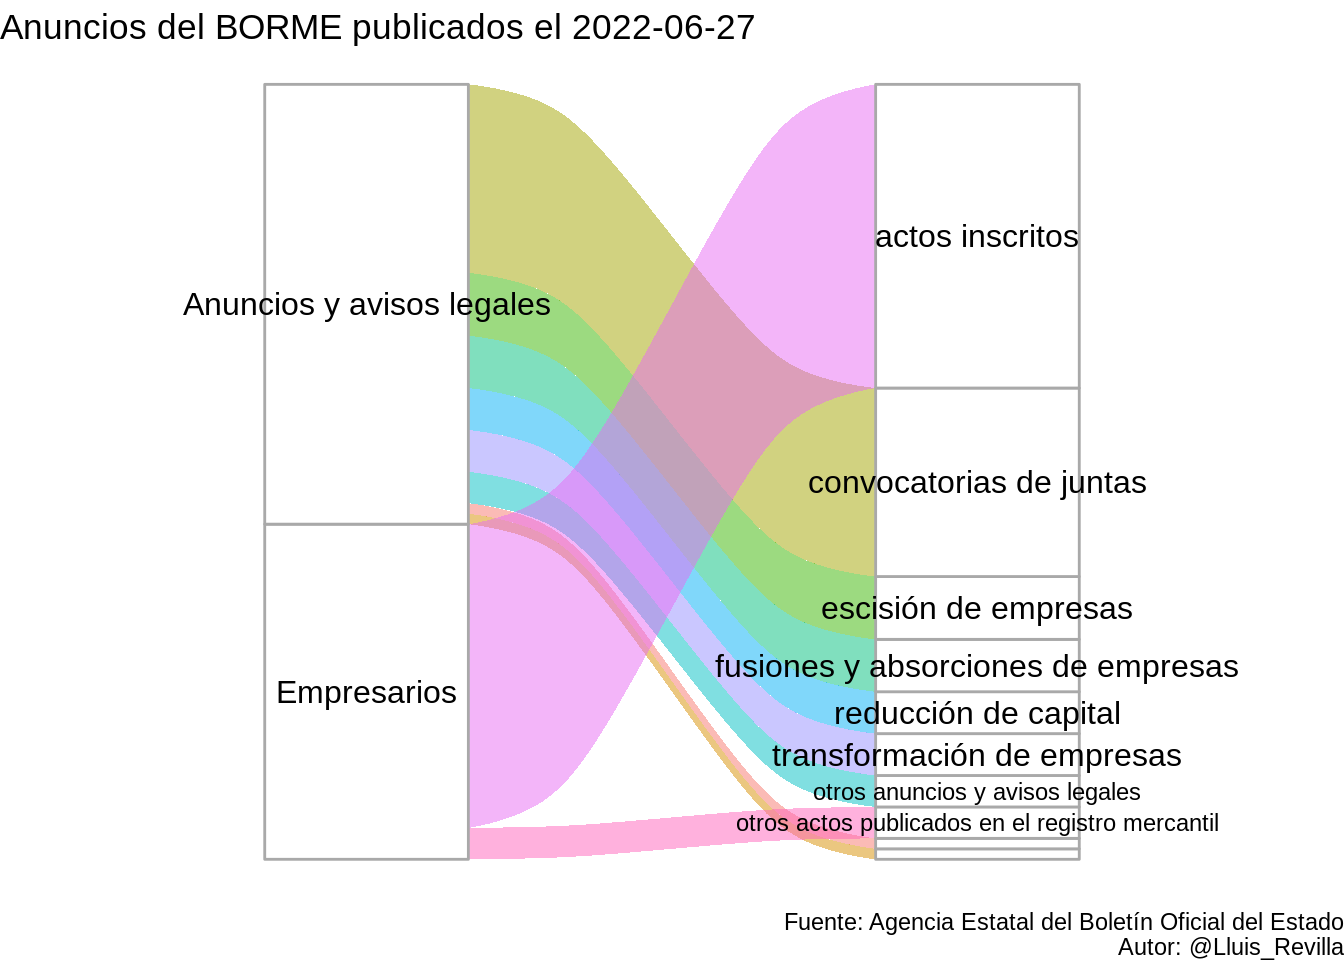 Anuncios del BORME publicados el 2022-06-27
Anuncios y avisos legales
Empresarios
actos inscritos
convocatorias de juntas
escisión de empresas
fusiones y absorciones de empresas
reducción de capital
transformación de empresas
otros anuncios y avisos legales
otros actos publicados en el registro mercantil
Fuente: Agencia Estatal del Boletín Oficial del Estado
Autor: @Lluis_Revilla